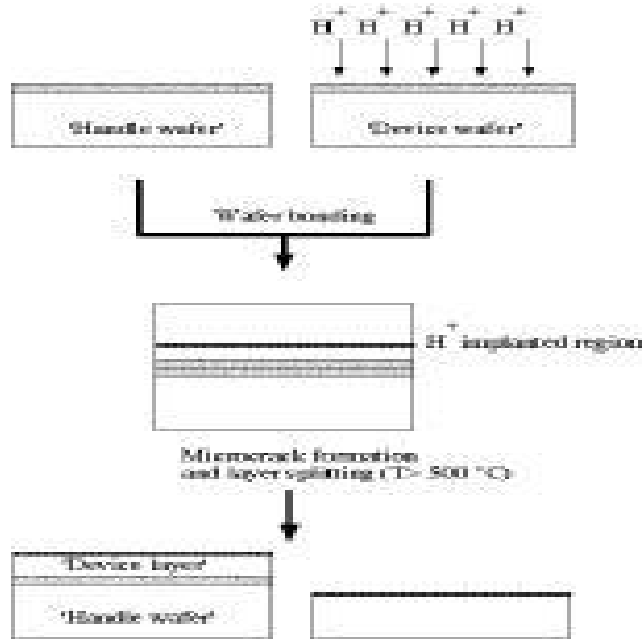 H+ H+ H+ H+ H+
'Handle wafer'
'Device wafer'
Wafer bonding
H+ implanted region
Microcrack formation
and layer splitting (T> 500 °C)
'Device layer'
'Handle wafer'